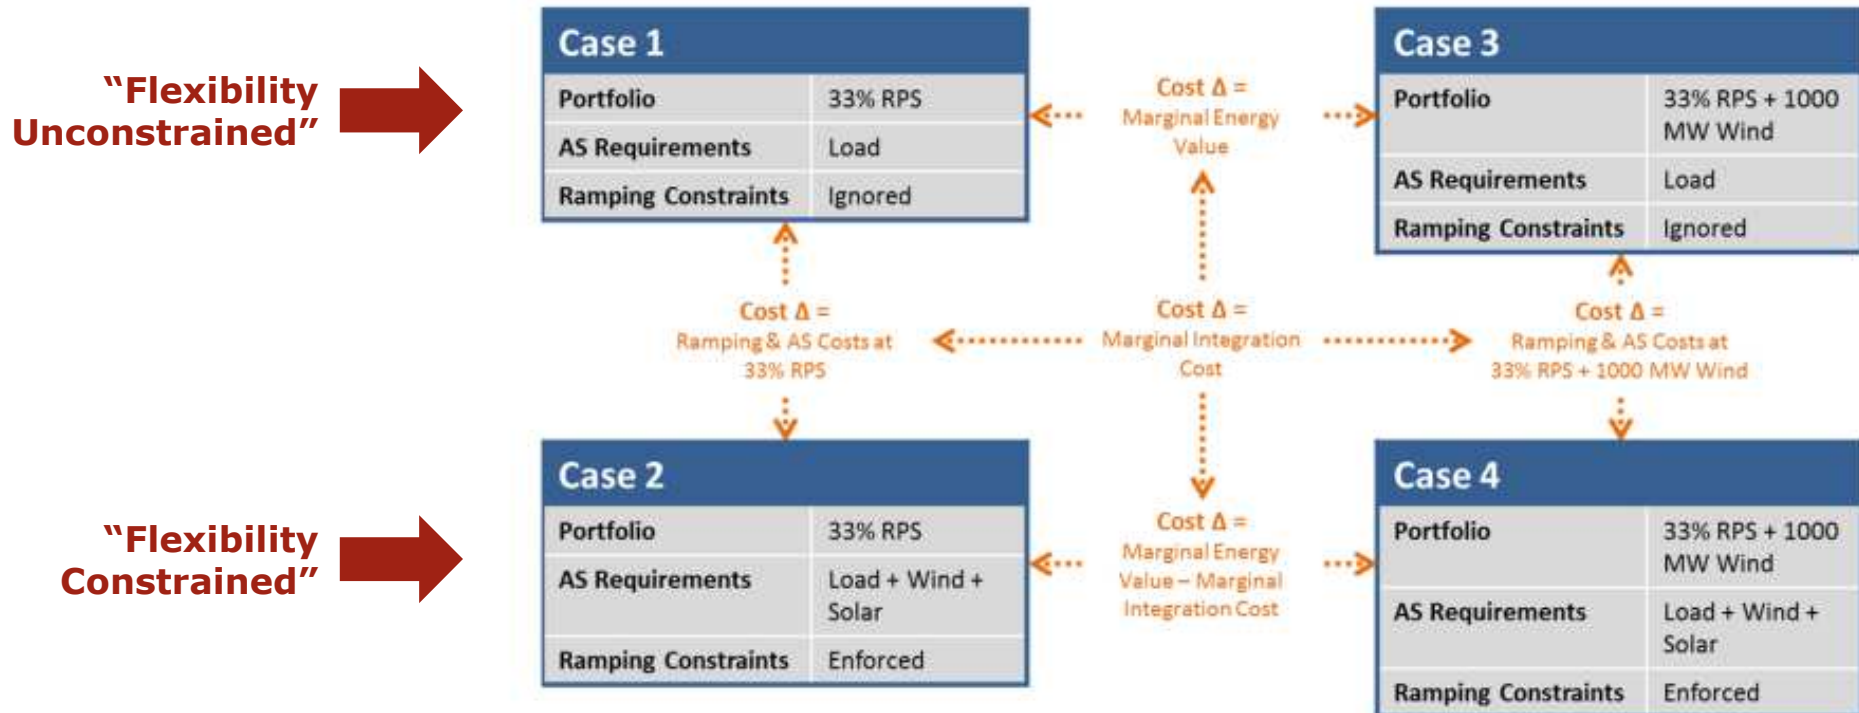 “Flexibility
Unconstrained”
Case 1
Portfolio 33% RPS
AS Requirements Load
Ramping Constraints Ignored
Cost Δ =
Marginal Energy
Value
Case 3
Portfolio 33% RPS + 1000
MW Wind
AS Requirements Load
Ramping Constraints Ignored
Cost Δ =
Ramping & AS Costs at
33% RPS
Cost Δ =
Marginal Integration
Cost
Cost Δ =
Ramping & AS Costs at
33% RPS + 1000 MW Wind
“Flexibility
Constrained”
Case 2
Portfolio 33% RPS
AS Requirements Load + Wind +
Solar
Ramping Constraints Enforced
Cost Δ =
Marginal Energy
Value – Marginal
Integration Cost
Case 4
Portfolio 33% RPS + 1000
MW Wind
AS Requirements Load + Wind +
Solar
Ramping Constraints Enforced